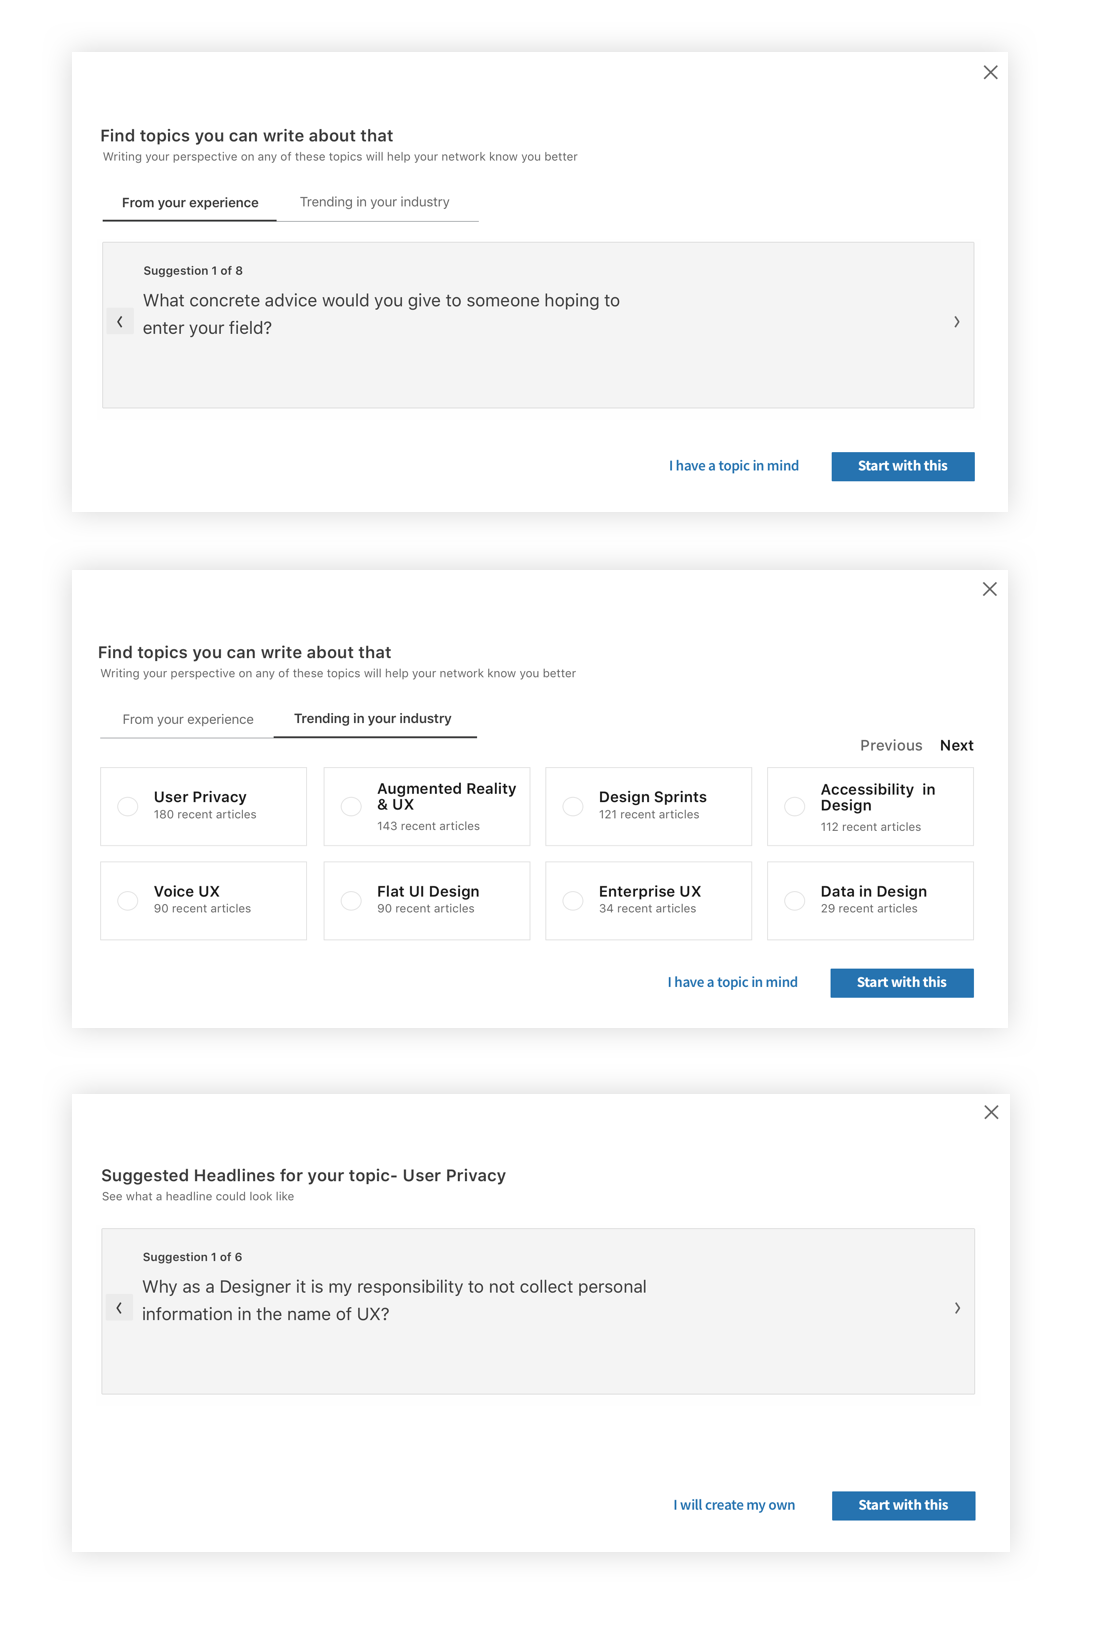 Find topics you can write about that
Writing your perspective on any of these topics will help your network know you better
From your experience
Trending in your industry
Suggestion 1 of 8
What concrete advice would you give to someone hoping to
enter your field?
I have a topic in mind
Start with this
Find topics you can write about that
Writing your perspective on any of these topics will help your network know you better
From your experience
Trending in your industry
Previous
Next
User Privacy
180 recent articles
Augmented Reality
& UX
143 recent articles
Design Sprints
121 recent articles
Accessibility in
Design
112 recent articles
Voice UX
90 recent articles
Flat UI Design
90 recent articles
Enterprise UX
34 recent articles
Data in Design
29 recent articles
I have a topic in mind
Start with this
Suggested Headlines for your topic- User Privacy
See what a headline could look like
Suggestion 1 of 6
Why as a Designer it is my responsibility to not collect personal
information in the name of UX?
I will create my own
Start with this